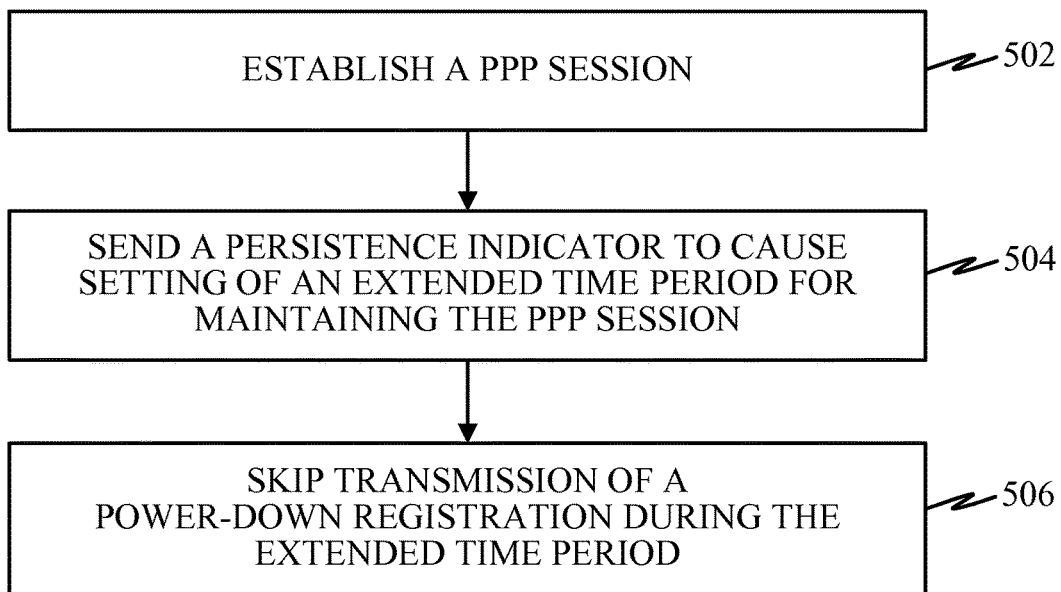 ESTABLISH A PPP SESSION
502
SEND A PERSISTENCE INDICATOR TO CAUSE
SETTING OF AN EXTENDED TIME PERIOD FOR
MAINTAINING THE PPP SESSION
504
SKIP TRANSMISSION OF A
POWER-DOWN REGISTRATION DURING THE
EXTENDED TIME PERIOD
506